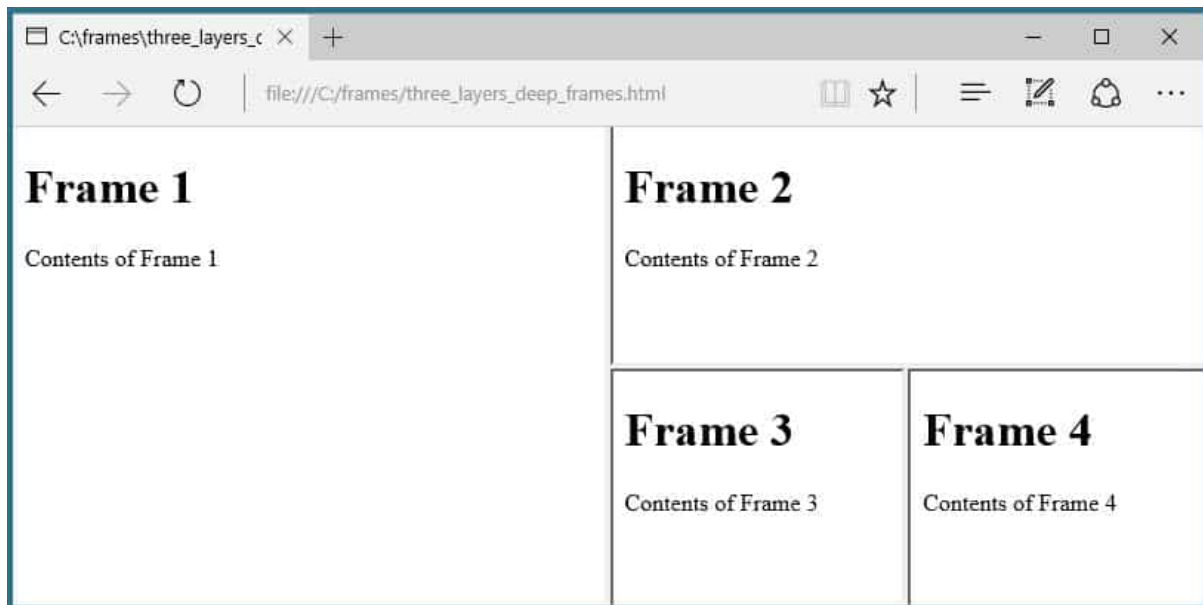 C:\frames\three_layers_c
file:///C:/frames/three_layers_deep_frames.html
Frame 1
Contents of Frame 1
Frame 2
Contents of Frame 2
Frame 3
Contents of Frame 3
Frame 4
Contents of Frame 4